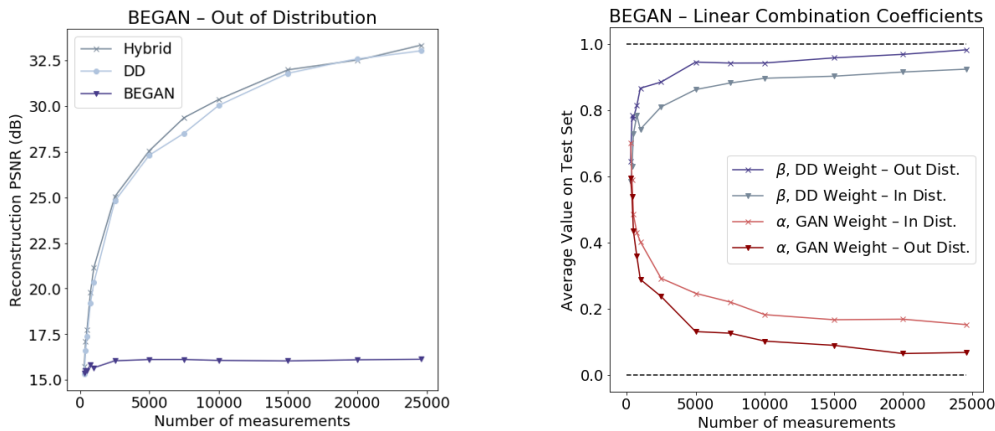 BEGAN – Out of Distribution
Hybrid
DD
BEGAN
Reconstruction PSNR (dB)
32.5
30.0
27.5
25.0
22.5
20.0
17.5
15.0
0 5000 10000 15000 20000 25000
Number of measurements
BEGAN – Linear Combination Coefficients
β, DD Weight – Out Dist.
β, DD Weight – In Dist.
α, GAN Weight – In Dist.
α, GAN Weight – Out Dist.
Average Value on Test Set
1.0
0.8
0.6
0.4
0.2
0.0
0 5000 10000 15000 20000 25000
Number of measurements